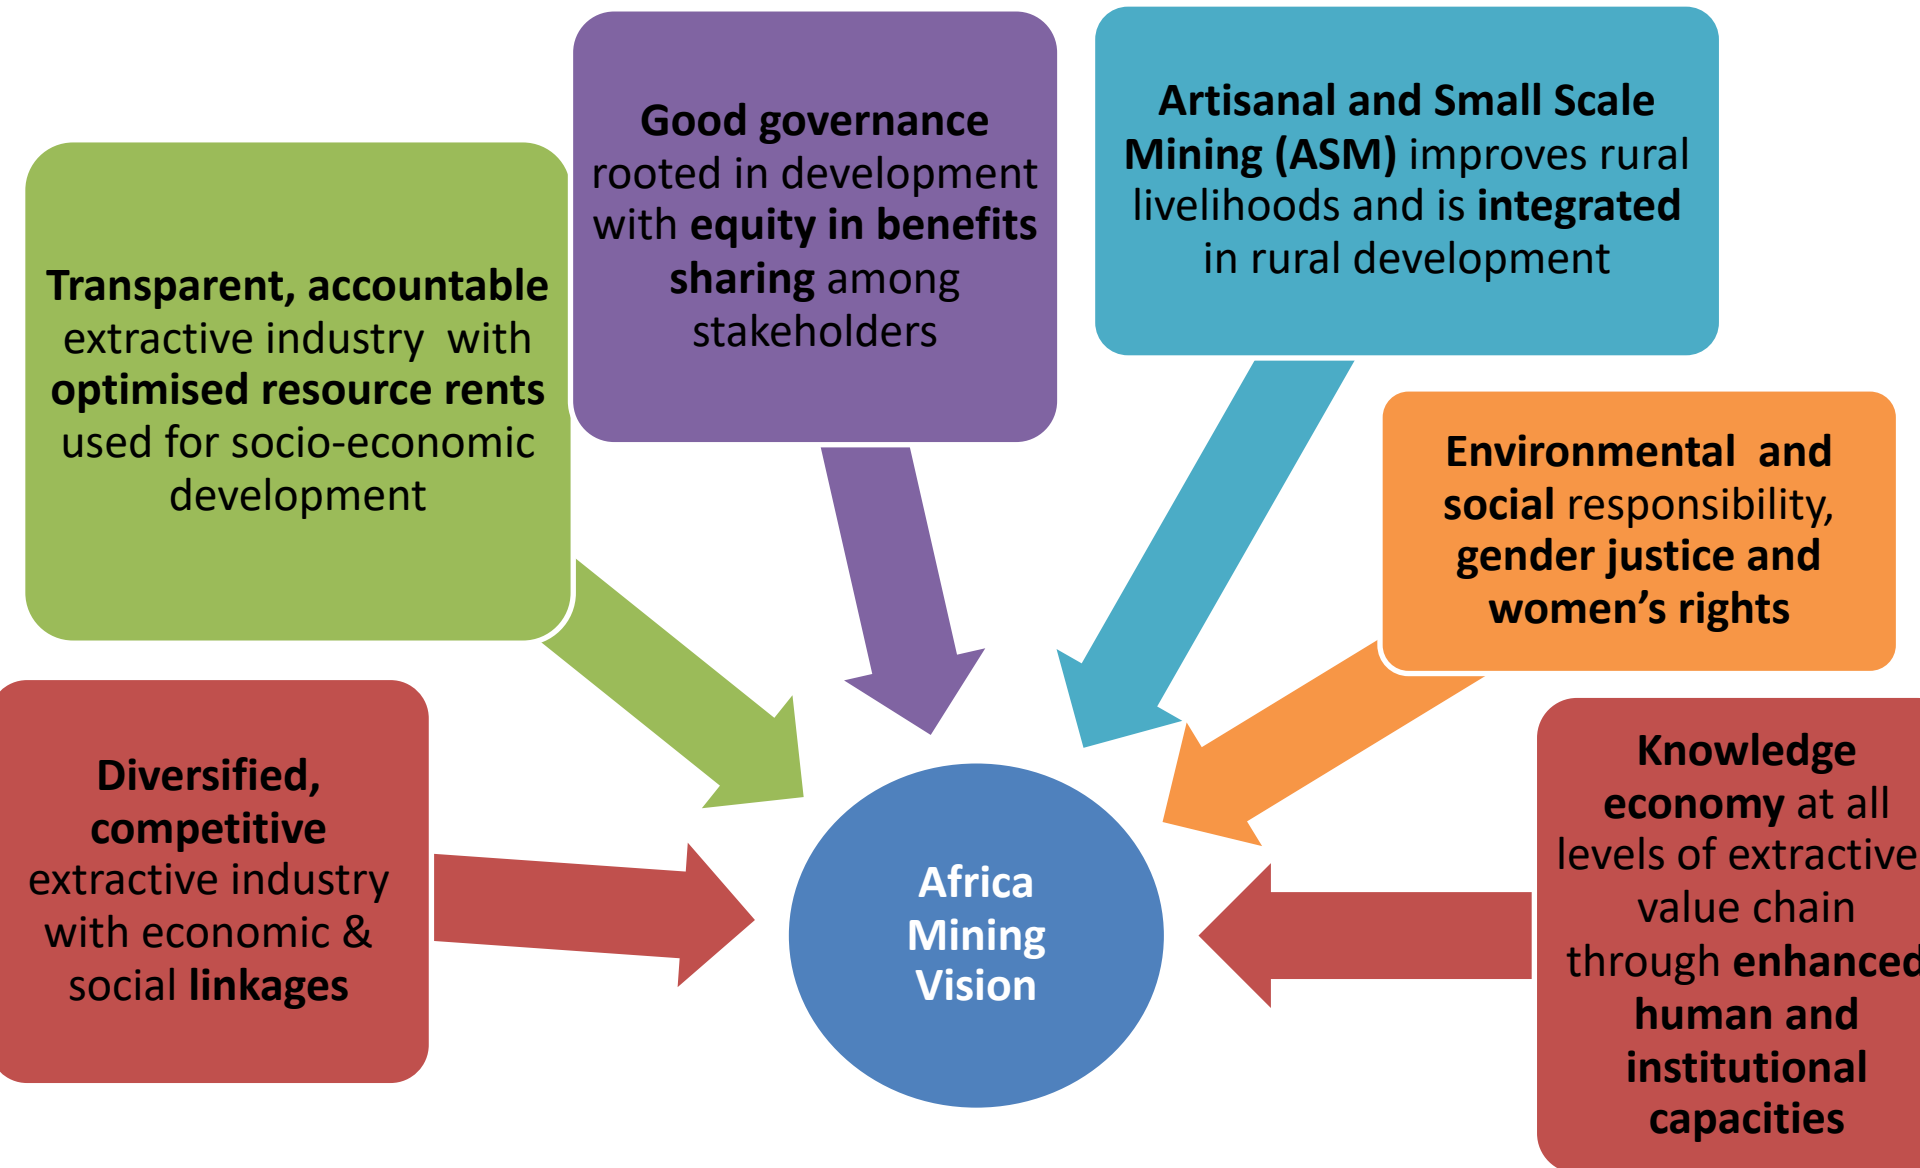 Good governance
rooted in development
with equity in benefits
sharing among
stakeholders
Artisanal and Small Scale
Mining (ASM) improves rural
livelihoods and is integrated
in rural development
Transparent, accountable
extractive industry with
optimised resource rents
used for socio-economic
development
Environmental and
social responsibility,
gender justice and
women’s rights
Diversified,
competitive
extractive industry
with economic &
social linkages
Africa
Mining
Vision
Knowledge
economy at all
levels of extractive
value chain
through enhanced
human and
institutional
capacities